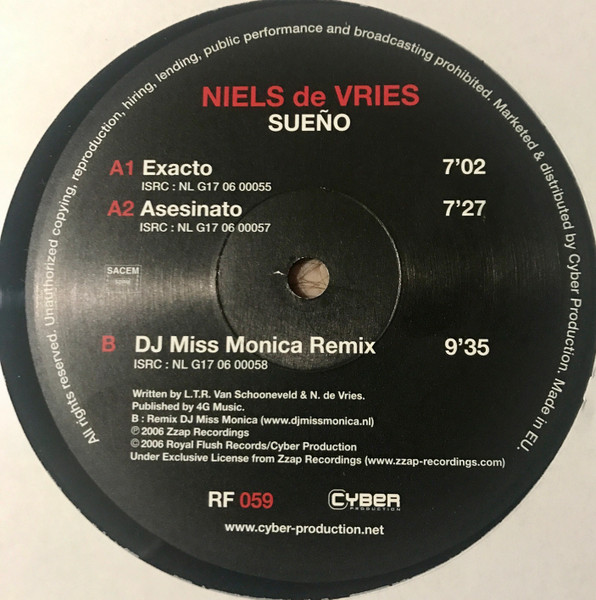 All rights reserved. Unauthorized copying, reproduction, hiring, lending, public performance and broadcasting prohibited. Marketed & distributed by Cyber Production. Made in EU.
NIELS de VRIES
SUEÑO
A1 Exacto 7'02
ISRC : NL G17 06 00055
A2 Asesinato 7'27
ISRC : NL G17 06 00057
SACEM
B DJ Miss Monica Remix 9'35
ISRC : NL G17 06 00058
Written by L.T.R. Van Schooneveld & N. de Vries.
Published by 4G Music.
B : Remix DJ Miss Monica (www.djmissmonica.nl)
℗ 2006 Zzap Recordings
© 2006 Royal Flush Records/Cyber Production
Under Exclusive License from Zzap Recordings (www.zzap-recordings.com)
RF 059 CYBER
PRODUCTION
www.cyber-production.net